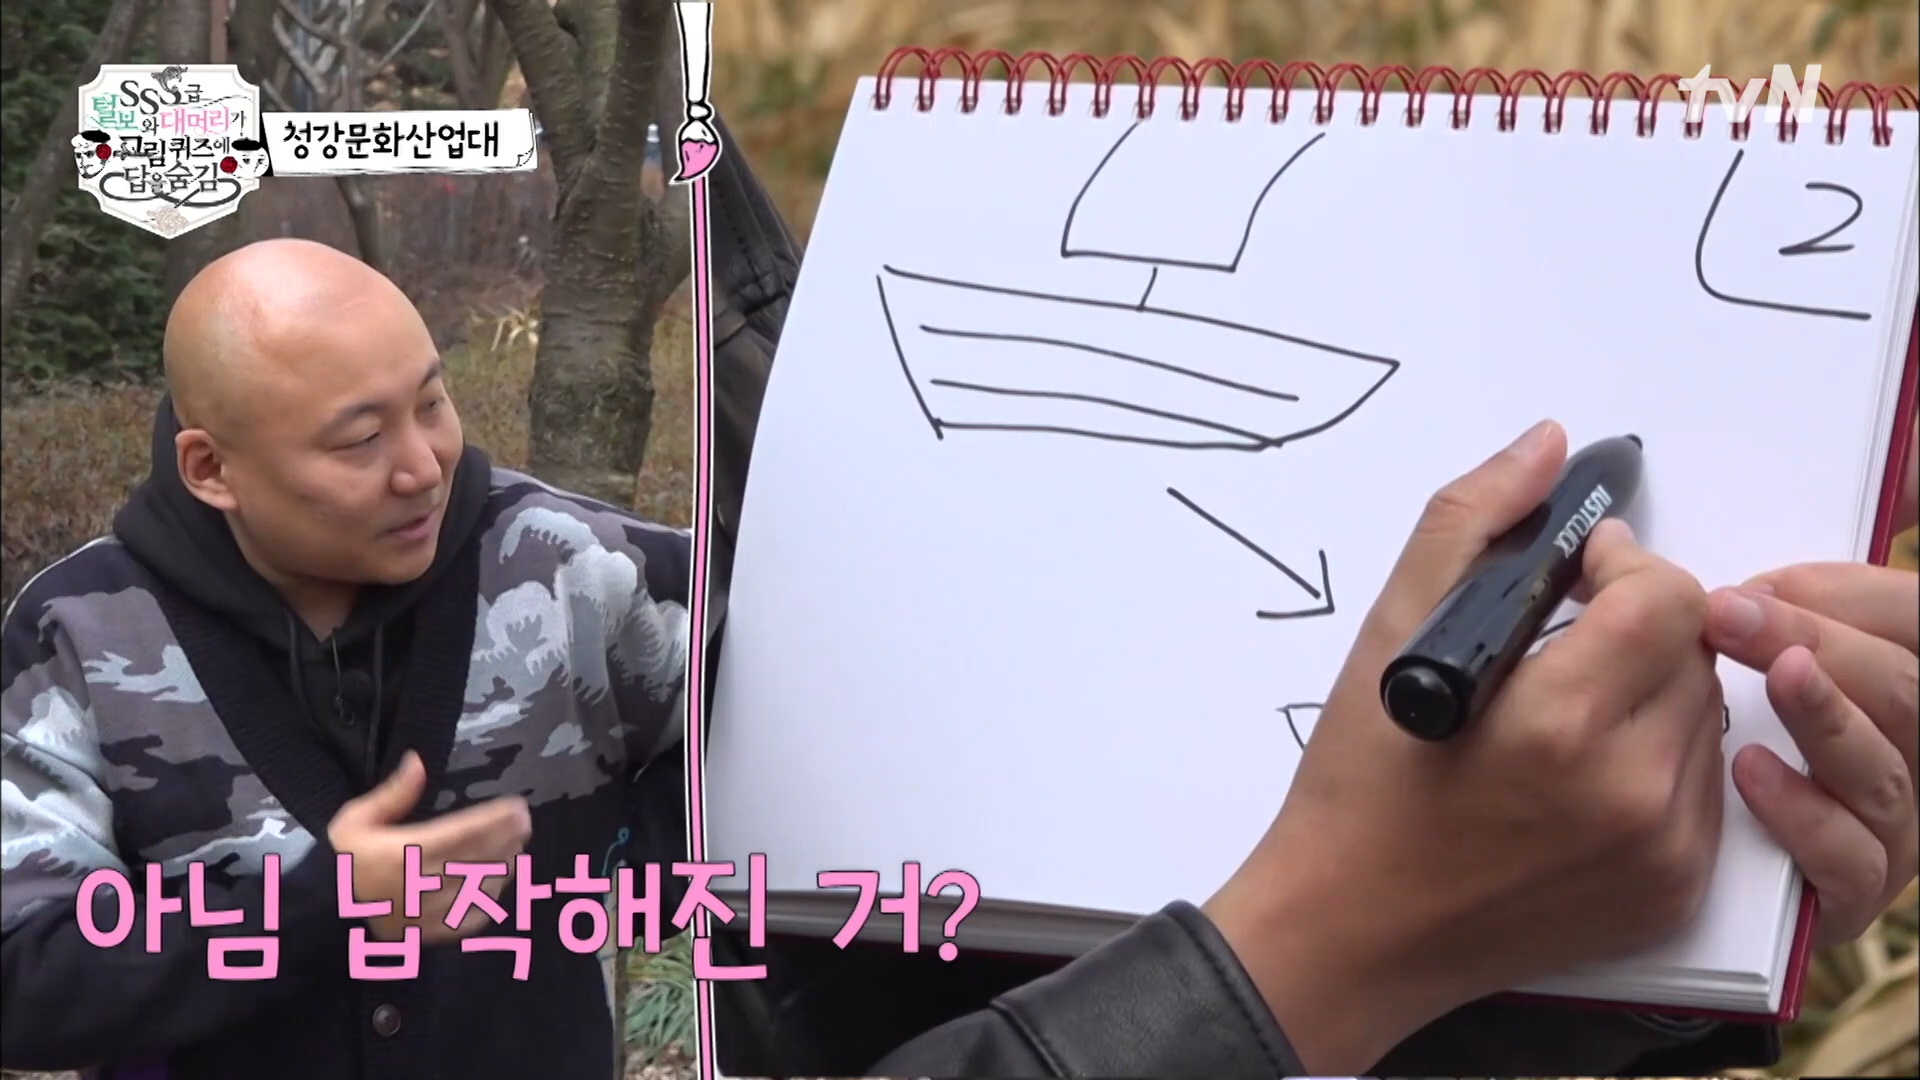 SSS급
털보와 대머리가
그림퀴즈에
답을 숨김
청강문화산업대
tvN
2
JUSTCLICK
아님 납작해진 거?